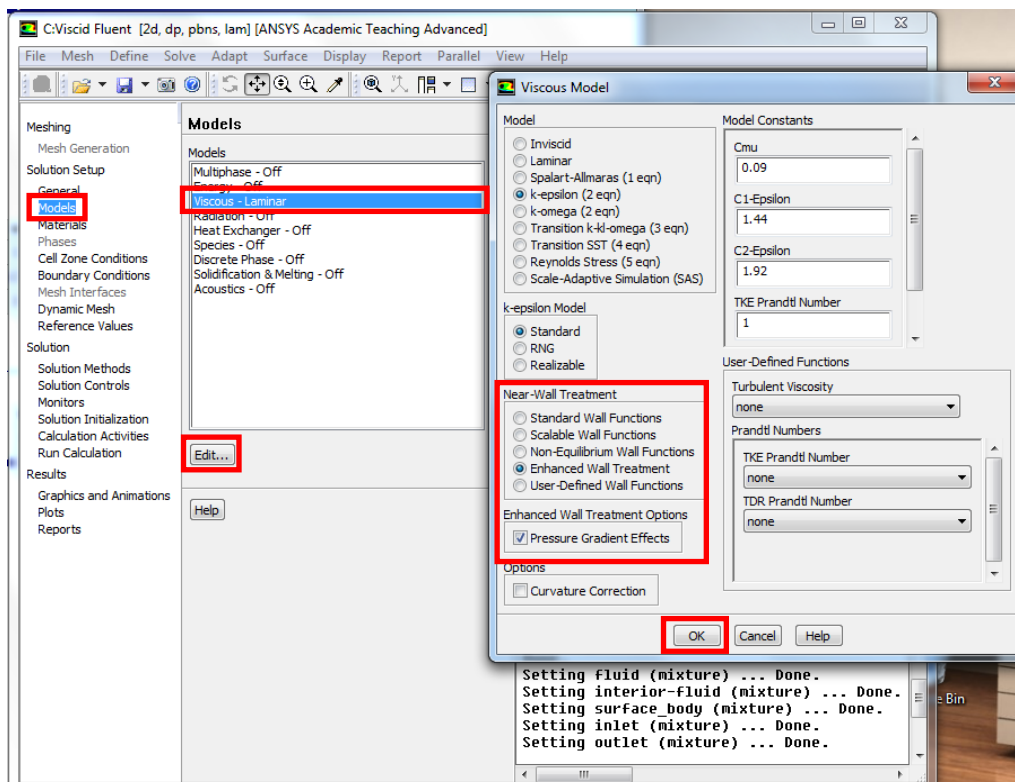 C:Viscid Fluent [2d, dp, pbns, lam] [ANSYS Academic Teaching Advanced]
File Mesh Define Solve Adapt Surface Display Report Parallel View Help
Meshing
Mesh Generation
Solution Setup
General
Models
Materials
Phases
Cell Zone Conditions
Boundary Conditions
Mesh Interfaces
Dynamic Mesh
Reference Values
Solution
Solution Methods
Solution Controls
Monitors
Solution Initialization
Calculation Activities
Run Calculation
Results
Graphics and Animations
Plots
Reports
Models
Models
Multiphase - Off
Energy - Off
Viscous - Laminar
Radiation - Off
Heat Exchanger - Off
Species - Off
Discrete Phase - Off
Solidification & Melting - Off
Acoustics - Off
Edit...
Help
Viscous Model
Model
Inviscid
Laminar
Spalart-Allmaras (1 eqn)
k-epsilon (2 eqn)
k-omega (2 eqn)
Transition k-kl-omega (3 eqn)
Transition SST (4 eqn)
Reynolds Stress (5 eqn)
Scale-Adaptive Simulation (SAS)
k-epsilon Model
Standard
RNG
Realizable
Near-Wall Treatment
Standard Wall Functions
Scalable Wall Functions
Non-Equilibrium Wall Functions
Enhanced Wall Treatment
User-Defined Wall Functions
Enhanced Wall Treatment Options
Pressure Gradient Effects
Options
Curvature Correction
Model Constants
Cmu
0.09
C1-Epsilon
1.44
C2-Epsilon
1.92
TKE Prandtl Number
1
User-Defined Functions
Turbulent Viscosity
none
Prandtl Numbers
TKE Prandtl Number
none
TDR Prandtl Number
none
OK Cancel Help
Setting fluid (mixture) ... Done.
Setting interior-fluid (mixture) ... Done.
Setting surface_body (mixture) ... Done.
Setting inlet (mixture) ... Done.
Setting outlet (mixture) ... Done.
e Bin